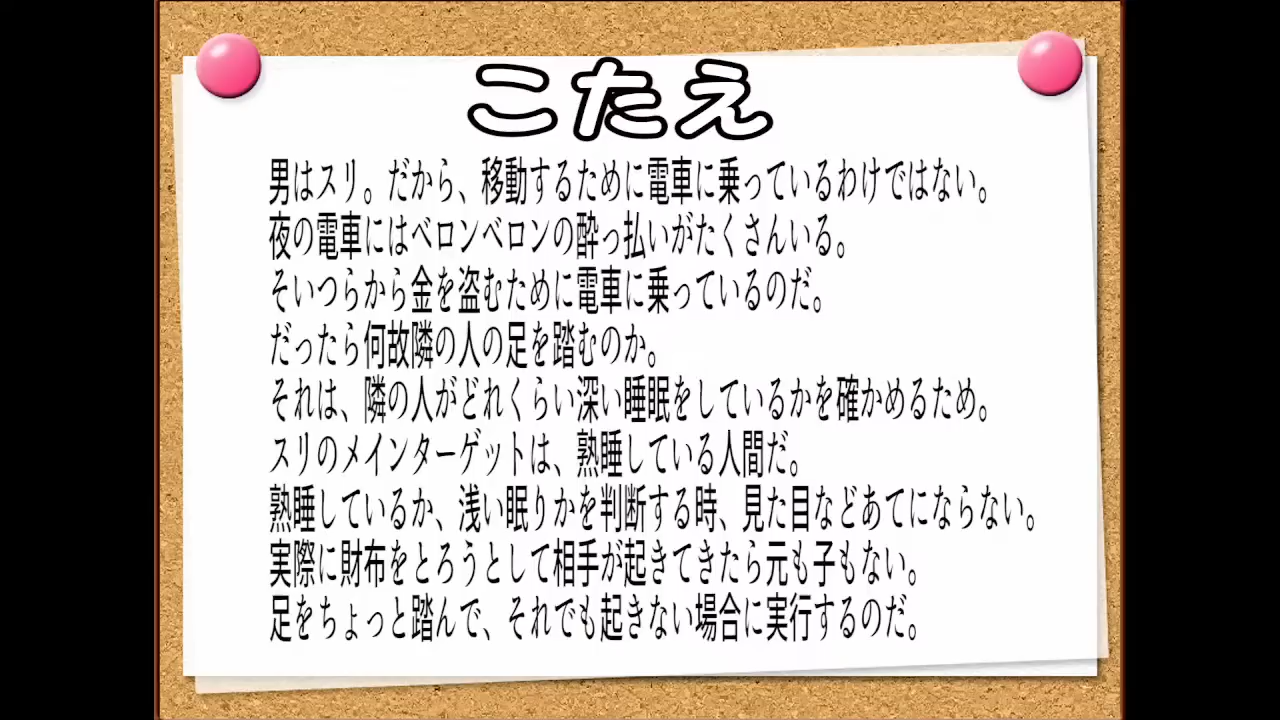 こたえ
男はスリ。だから、移動するために電車に乗っているわけではない。
夜の電車にはベロンベロンの酔っ払いがたくさんいる。
そいつらから金を盗むために電車に乗っているのだ。
だったら何故隣の人の足を踏むのか。
それは、隣の人がどれくらい深い睡眠をしているかを確かめるため。
スリのメインターゲットは、熟睡している人間だ。
熟睡しているか、浅い眠りかを判断する時、見た目などあてにならない。
実際に財布をとろうとして相手が起きてきたら元も子もない。
足をちょっと踏んで、それでも起きない場合に実行するのだ。